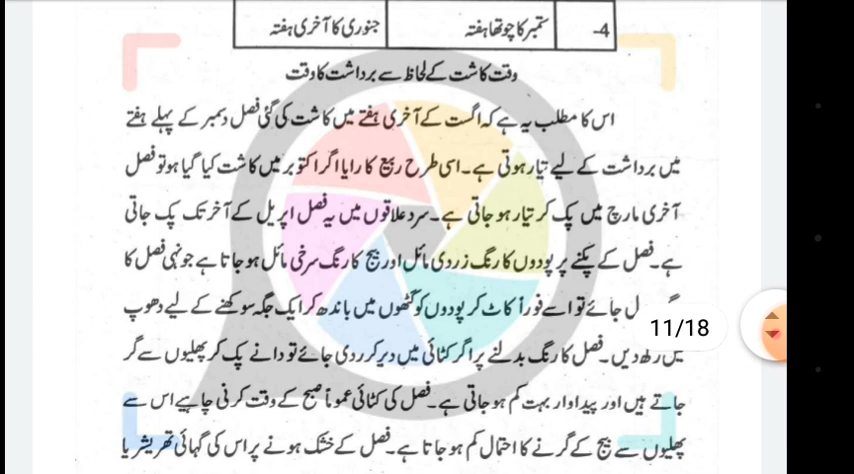 4- ستمبر کا چوتھا ہفتہ جنوری کا آخری ہفتہ
وقت کاشت کے لحاظ سے برداشت کا وقت
اس کا مطلب یہ ہے کہ اگست کے آخری ہفتے میں کاشت کی گئی فصل دسمبر کے پہلے ہفتے
میں برداشت کے لیے تیار ہوتی ہے۔ اسی طرح ربیع کا رایا اگر اکتوبر میں کاشت کیا گیا ہو تو فصل
آخری مارچ میں پک کر تیار ہو جاتی ہے۔ سرد علاقوں میں یہ فصل اپریل کے آخر تک پک جاتی
ہے۔ فصل کے پکنے پر پودوں کا رنگ زردی مائل اور بیج کا رنگ سرخی مائل ہو جاتا ہے جونہی فصل کا
جائے تو اسے فوراً کاٹ کر پودوں کو گٹھوں میں باندھ کر ایک جگہ سوکھنے کے لیے دھوپ
11/18
میں رکھ دیں۔ فصل کا رنگ بدلنے پر اگر کٹائی میں دیر کر دی جائے تو دانے پک کر پھلیوں سے گر
جاتے ہیں اور پیداوار بہت کم ہو جاتی ہے۔ فصل کی کٹائی عموماً صبح کے وقت کرنی چاہیے اس سے
پھلیوں سے بیج کے گرنے کا احتمال کم ہو جاتا ہے۔ فصل کے خشک ہونے پر اس کی گہائی تھریشر یا